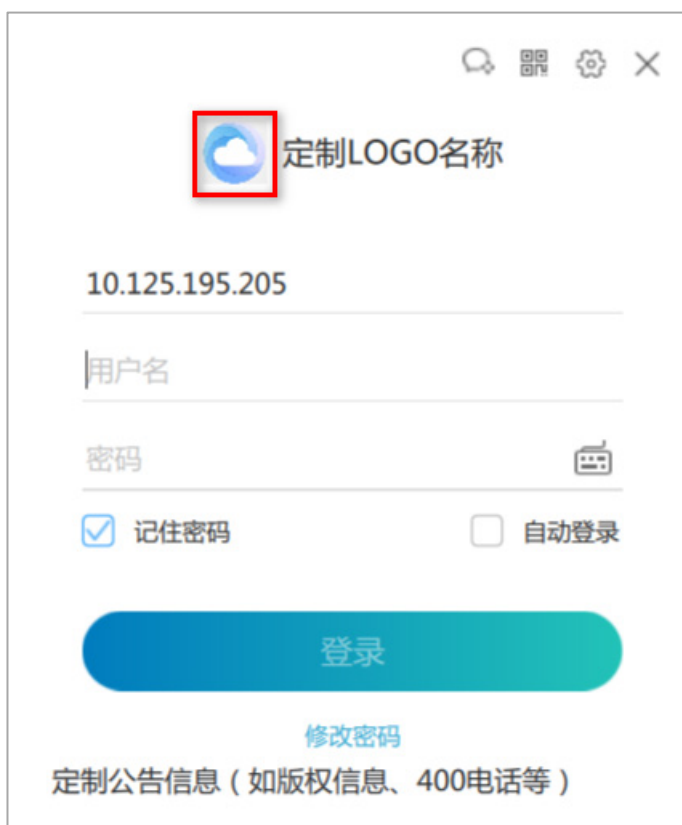 定制LOGO名称
10.125.195.205
用户名
密码
记住密码 自动登录
登录
修改密码
定制公告信息（如版权信息、400电话等）